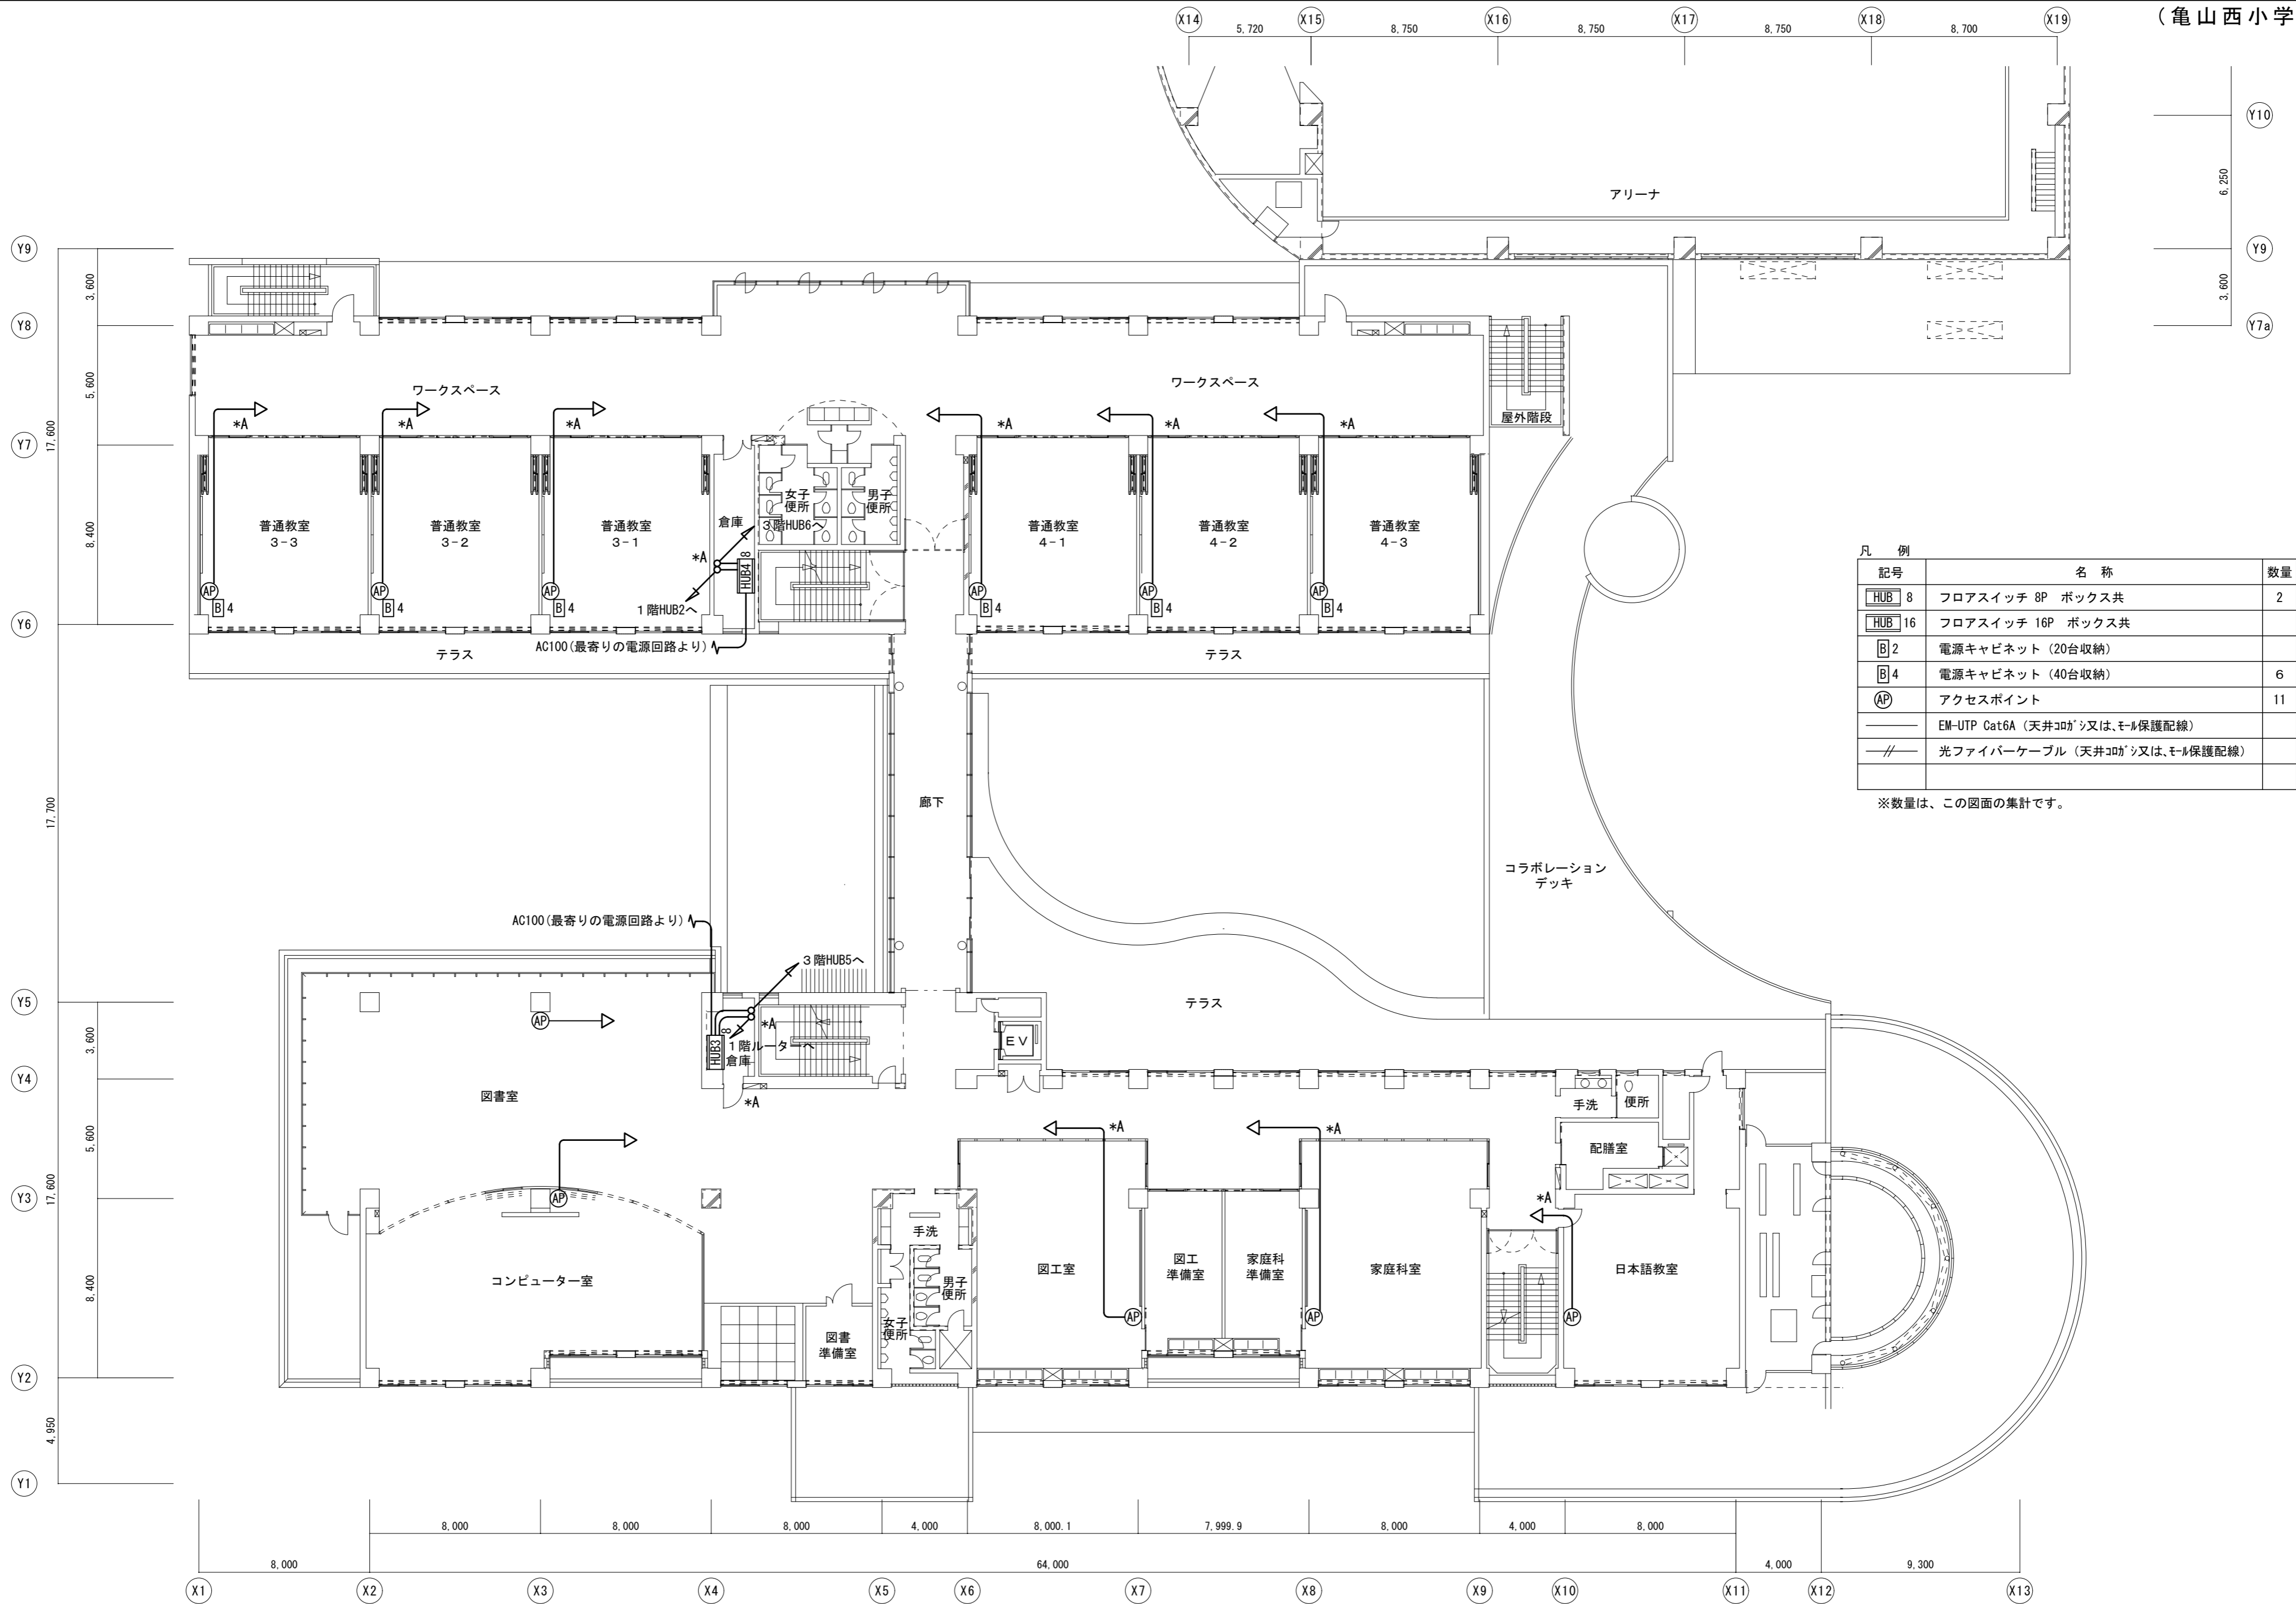 X14
X15
X16
X17
X18
X19
(亀山西小学
5,720
8,750
8,750
8,750
8,700
Y10
6,250
アリーナ
Y9
Y9
3,600
3,600
Y8
Y7a
5,600
ワークスペース
ワークスペース
*A
*A
*A
*A
*A
*A
屋外階段
Y7
17,600
8,400
女子
便所
男子
便所
倉庫
3階HUB6へ
普通教室
3-3
普通教室
3-2
普通教室
3-1
普通教室
4-1
普通教室
4-2
普通教室
4-3
*A
HUB4
8
1階HUB2へ
AP
B 4
AP
B 4
AP
B 4
AP
B 4
AP
B 4
AP
B 4
Y6
AC100(最寄りの電源回路より)
テラス
テラス
凡 例
記号 名 称 数量
HUB 8 フロアスイッチ 8P ボックス共 2
HUB 16 フロアスイッチ 16P ボックス共
B 2 電源キャビネット(20台収納)
B 4 電源キャビネット(40台収納) 6
AP アクセスポイント 11
EM-UTP Cat6A(天井コロガシ又は、モール保護配線)
光ファイバーケーブル(天井コロガシ又は、モール保護配線)
※数量は、この図面の集計です。
17,700
廊下
コラボレーション
デッキ
AC100(最寄りの電源回路より)
3階HUB5へ
Y5
テラス
AP
*A
8
HUB3
1階ルーターへ
倉庫
EV
3,600
Y4
図書室
*A
手洗
便所
*A
*A
配膳室
5,600
Y3
17,600
AP
*A
手洗
図工室
図工
準備室
家庭科
準備室
家庭科室
日本語教室
コンピューター室
男子
便所
8,400
AP
AP
AP
女子
便所
図書
準備室
Y2
4,950
Y1
8,000
8,000
8,000
4,000
8,000.1
7,999.9
8,000
4,000
8,000
8,000
64,000
4,000
9,300
X1
X2
X3
X4
X5
X6
X7
X8
X9
X10
X11
X12
X13